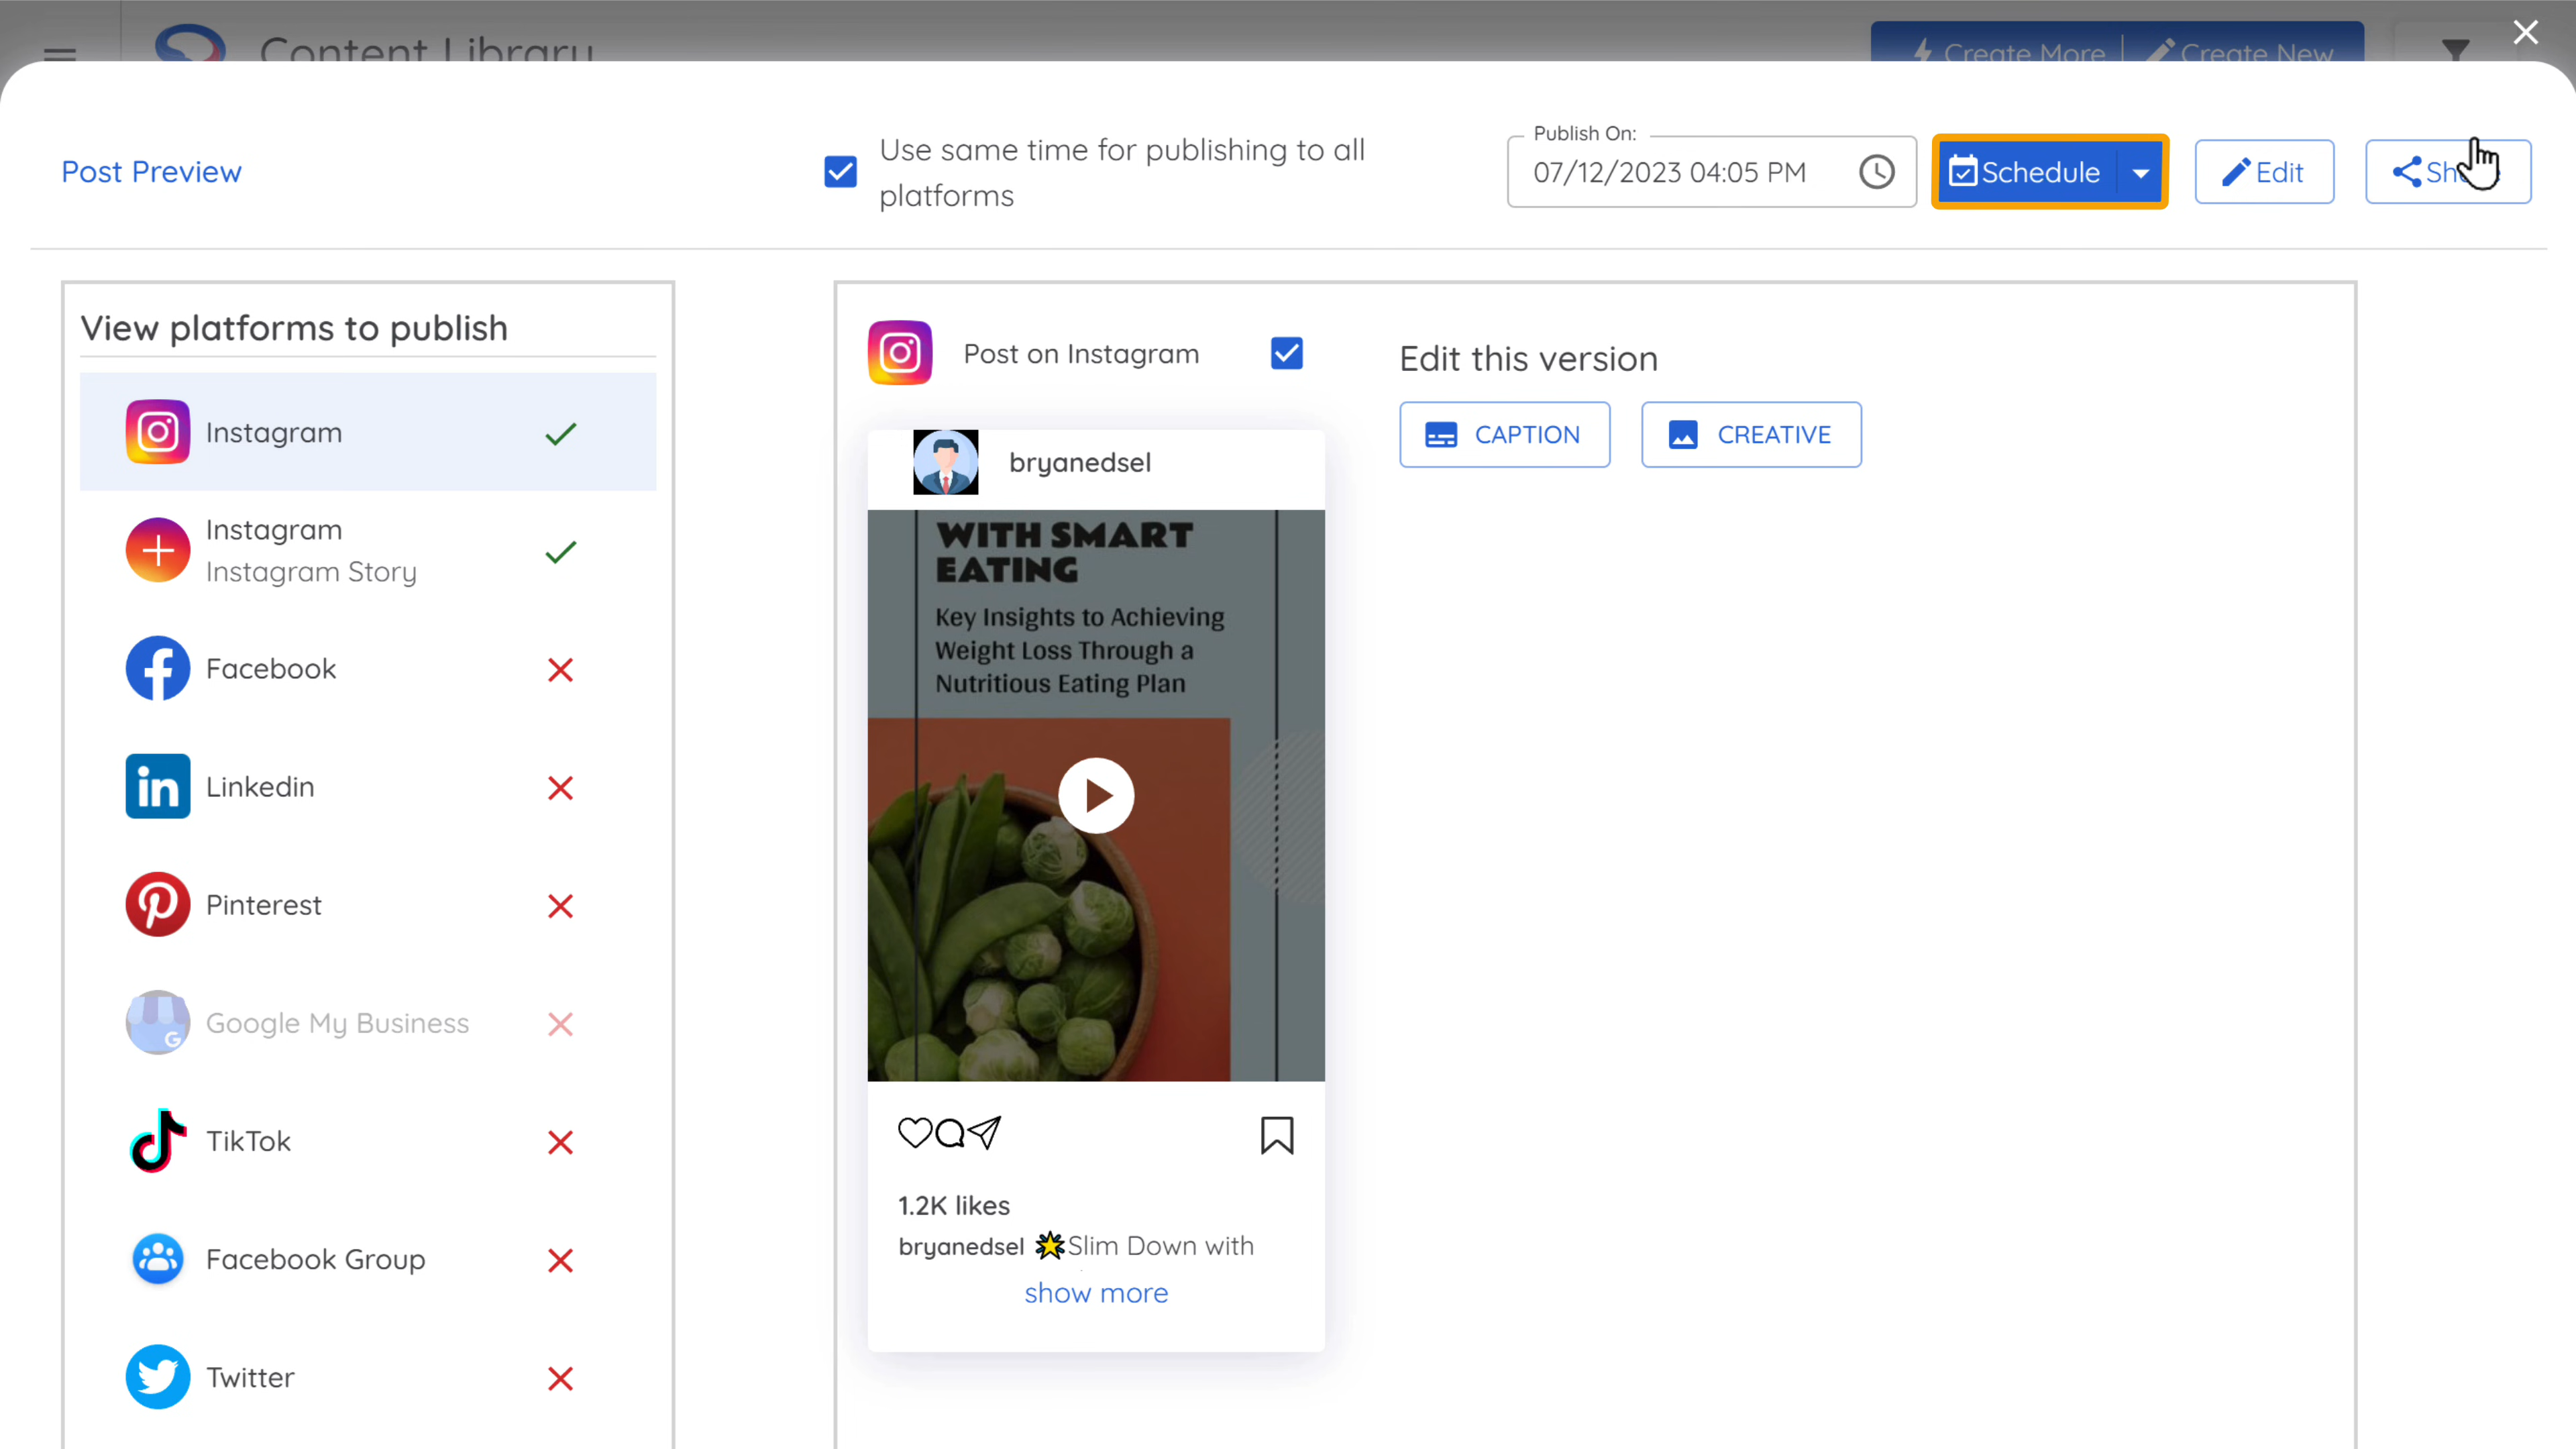 Content Library
Create More
Create New
Post Preview
Use same time for publishing to all
platforms
Publish On:
07/12/2023 04:05 PM
Schedule
Edit
View platforms to publish
Instagram
Instagram
Instagram Story
Facebook
in Linkedin
Pinterest
G Google My Business
TikTok
Facebook Group
Twitter
Post on Instagram
bryanedsel
WITH SMART
EATING
Key Insights to Achieving
Weight Loss Through a
Nutritious Eating Plan
1.2K likes
bryanedsel 🌟Slim Down with
show more
Edit this version
CAPTION
CREATIVE